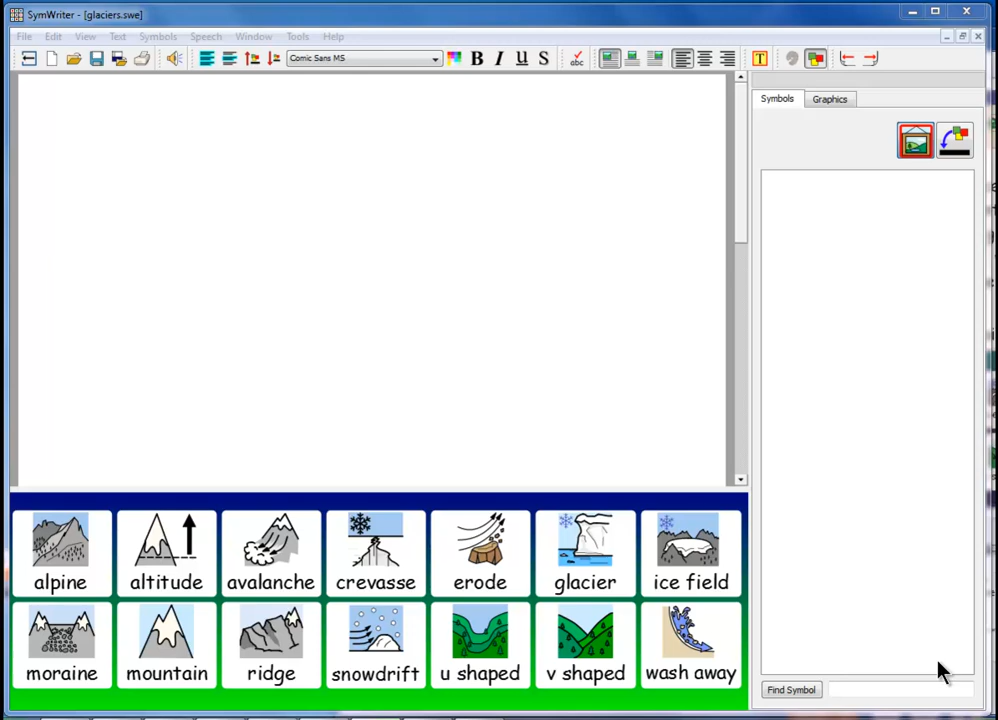 SymWriter - [glaciers.swe]
File Edit View Text Symbols Speech Window Tools Help
Comic Sans MS B I U S abc T
Symbols Graphics
alpine altitude avalanche crevasse erode glacier ice field
moraine mountain ridge snowdrift u shaped v shaped wash away
Find Symbol